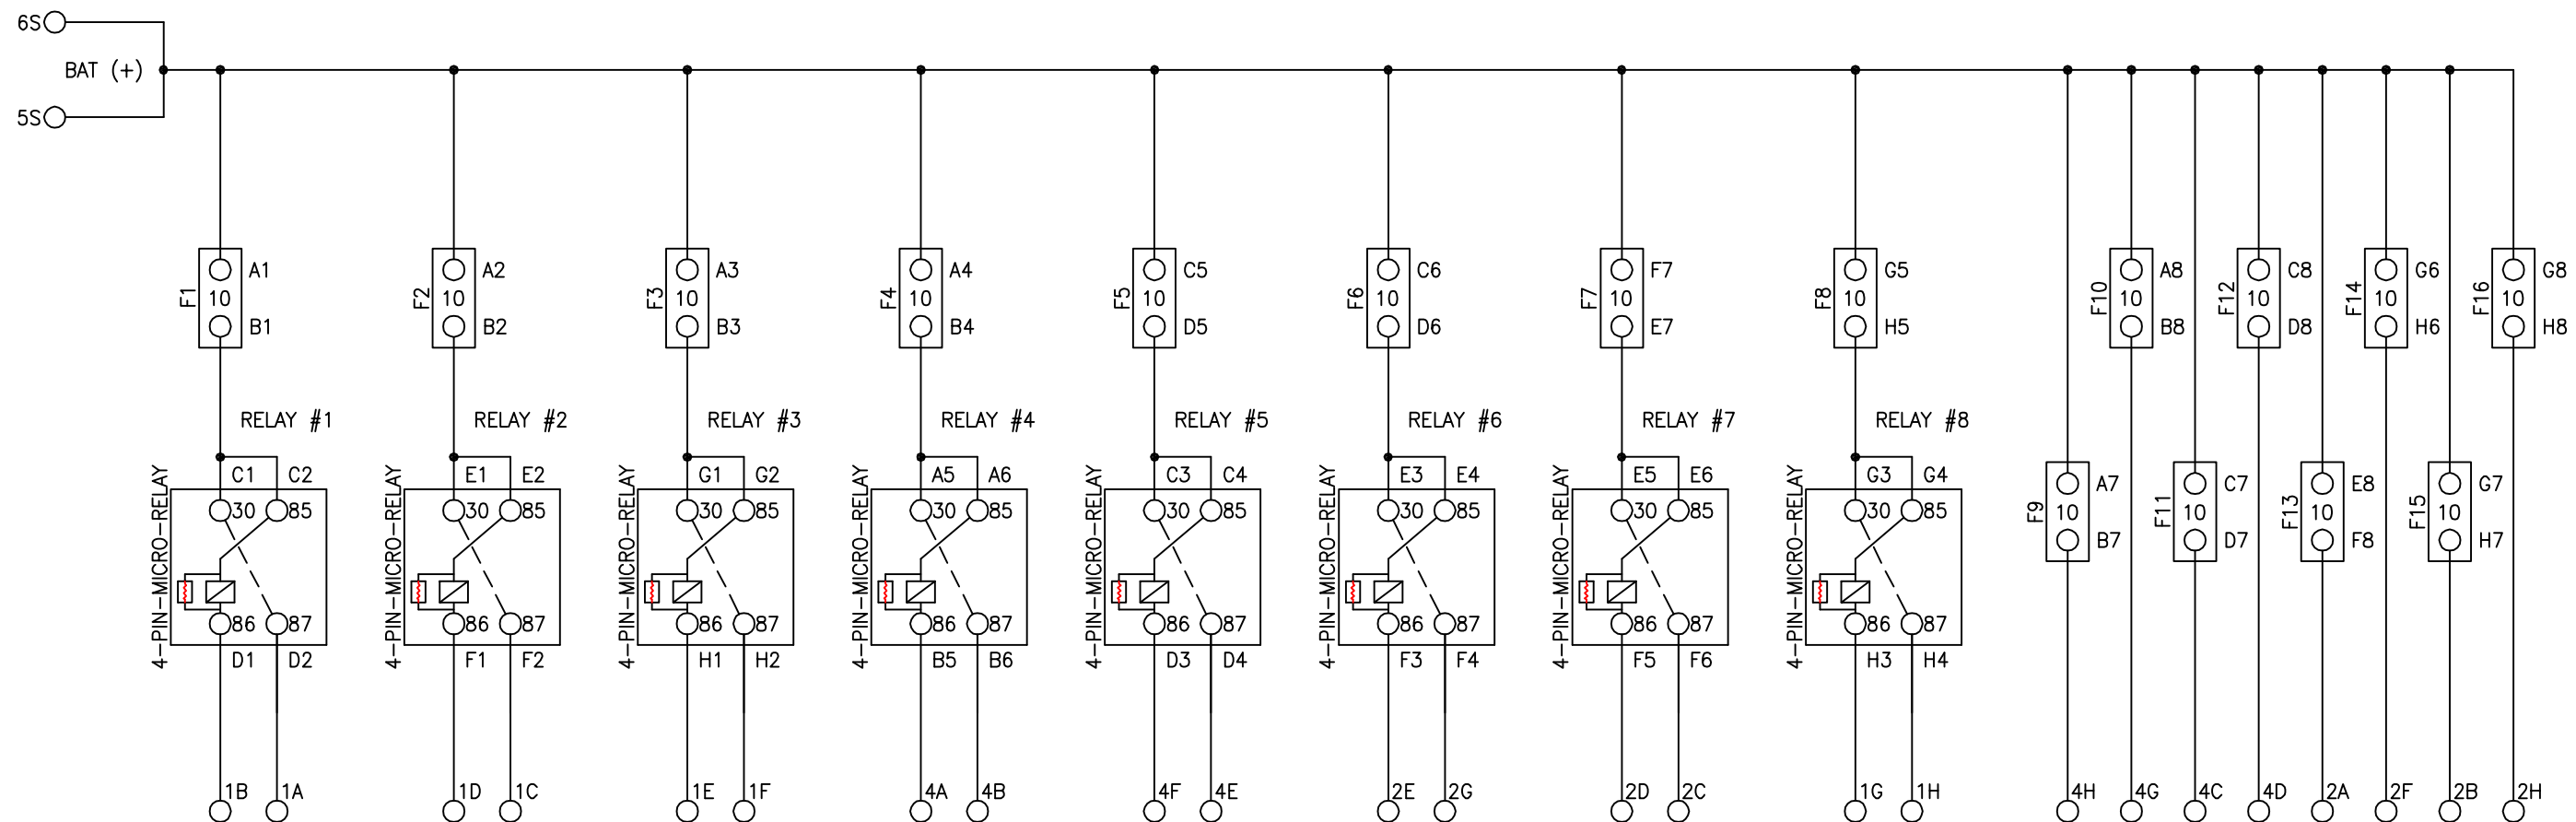 6S
BAT (+)
5S
F1 10 A1 B1
F2 10 A2 B2
F3 10 A3 B3
F4 10 A4 B4
F5 10 C5 D5
F6 10 C6 D6
F7 10 F7 E7
F8 10 G5 H5
F10 10 A8 B8
F12 10 C8 D8
F14 10 G6 H6
F16 10 G8 H8
RELAY #1
RELAY #2
RELAY #3
RELAY #4
RELAY #5
RELAY #6
RELAY #7
RELAY #8
4-PIN-MICRO-RELAY
C1 C2
30 85
86 87
D1 D2
4-PIN-MICRO-RELAY
E1 E2
30 85
86 87
F1 F2
4-PIN-MICRO-RELAY
G1 G2
30 85
86 87
H1 H2
4-PIN-MICRO-RELAY
A5 A6
30 85
86 87
B5 B6
4-PIN-MICRO-RELAY
C3 C4
30 85
86 87
D3 D4
4-PIN-MICRO-RELAY
E3 E4
30 85
86 87
F3 F4
4-PIN-MICRO-RELAY
E5 E6
30 85
86 87
F5 F6
4-PIN-MICRO-RELAY
G3 G4
30 85
86 87
H3 H4
F9 10 A7 B7
F11 10 C7 D7
F13 10 E8 F8
F15 10 G7 H7
1B 1A 1D 1C 1E 1F 4A 4B 4F 4E 2E 2G 2D 2C 1G 1H 4H 4G 4C 4D 2A 2F 2B 2H